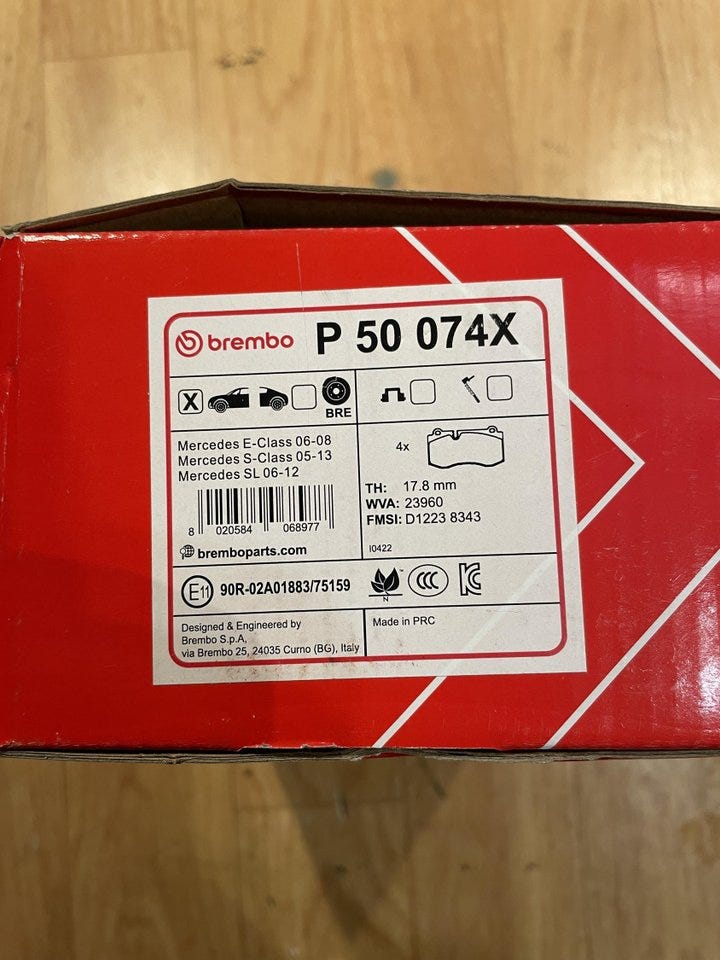 brembo P 50 074X
X BRE
Mercedes E-Class 06-08
Mercedes S-Class 05-13
Mercedes SL 06-12
8 020584 068977
bremboparts.com
4x
TH: 17.8 mm
WVA: 23960
FMSI: D1223 8343
I0422
E11 90R-02A01883/75159
N CCC KC
Designed & Engineered by
Brembo S.p.A,
via Brembo 25, 24035 Curno (BG), Italy
Made in PRC